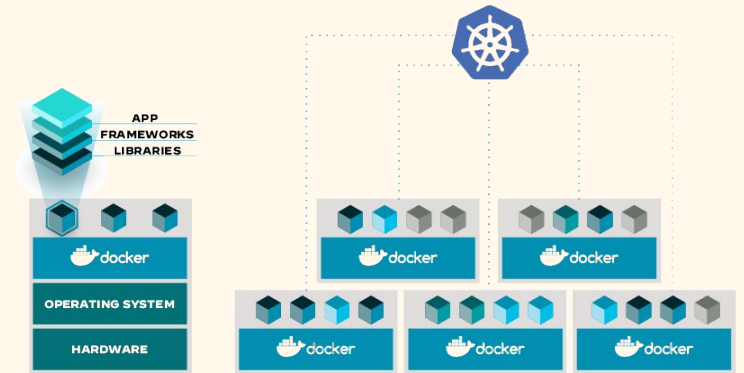 APP
FRAMEWORKS
LIBRARIES
docker
OPERATING SYSTEM
HARDWARE
docker
docker
docker
docker
docker